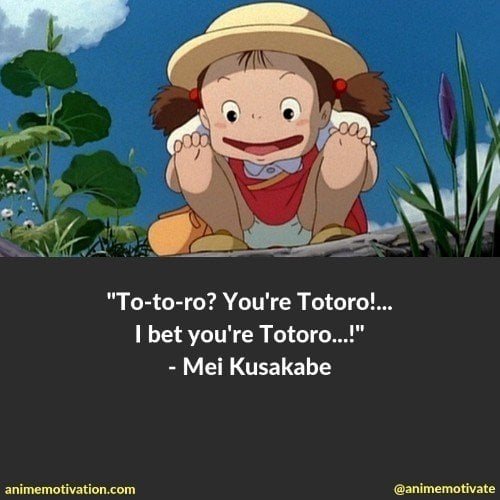 "To-to-ro? You're Totoro!...
I bet you're Totoro...!"
- Mei Kusakabe
animemotivation.com
@animemotivate